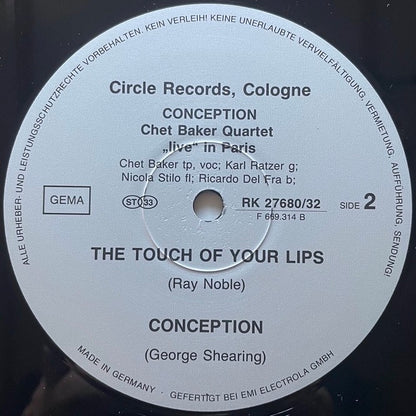 ALLE URHEBER- UND LEISTUNGSSCHUTZRECHTE VORBEHALTEN. KEIN VERLEIH! KEINE UNERLAUBTE VERVIELFÄLTIGUNG, VERMIETUNG, AUFFÜHRUNG, SENDUNG!
Circle Records, Cologne
CONCEPTION
Chet Baker Quartet
„live” in Paris
Chet Baker tp, voc; Karl Ratzer g;
Nicola Stilo fl; Ricardo Del Fra b;
GEMA
ST 33
RK 27680/32
F 669.314 B
SIDE 2
THE TOUCH OF YOUR LIPS
(Ray Noble)
CONCEPTION
(George Shearing)
MADE IN GERMANY · GEFERTIGT BEI EMI ELECTROLA GMBH